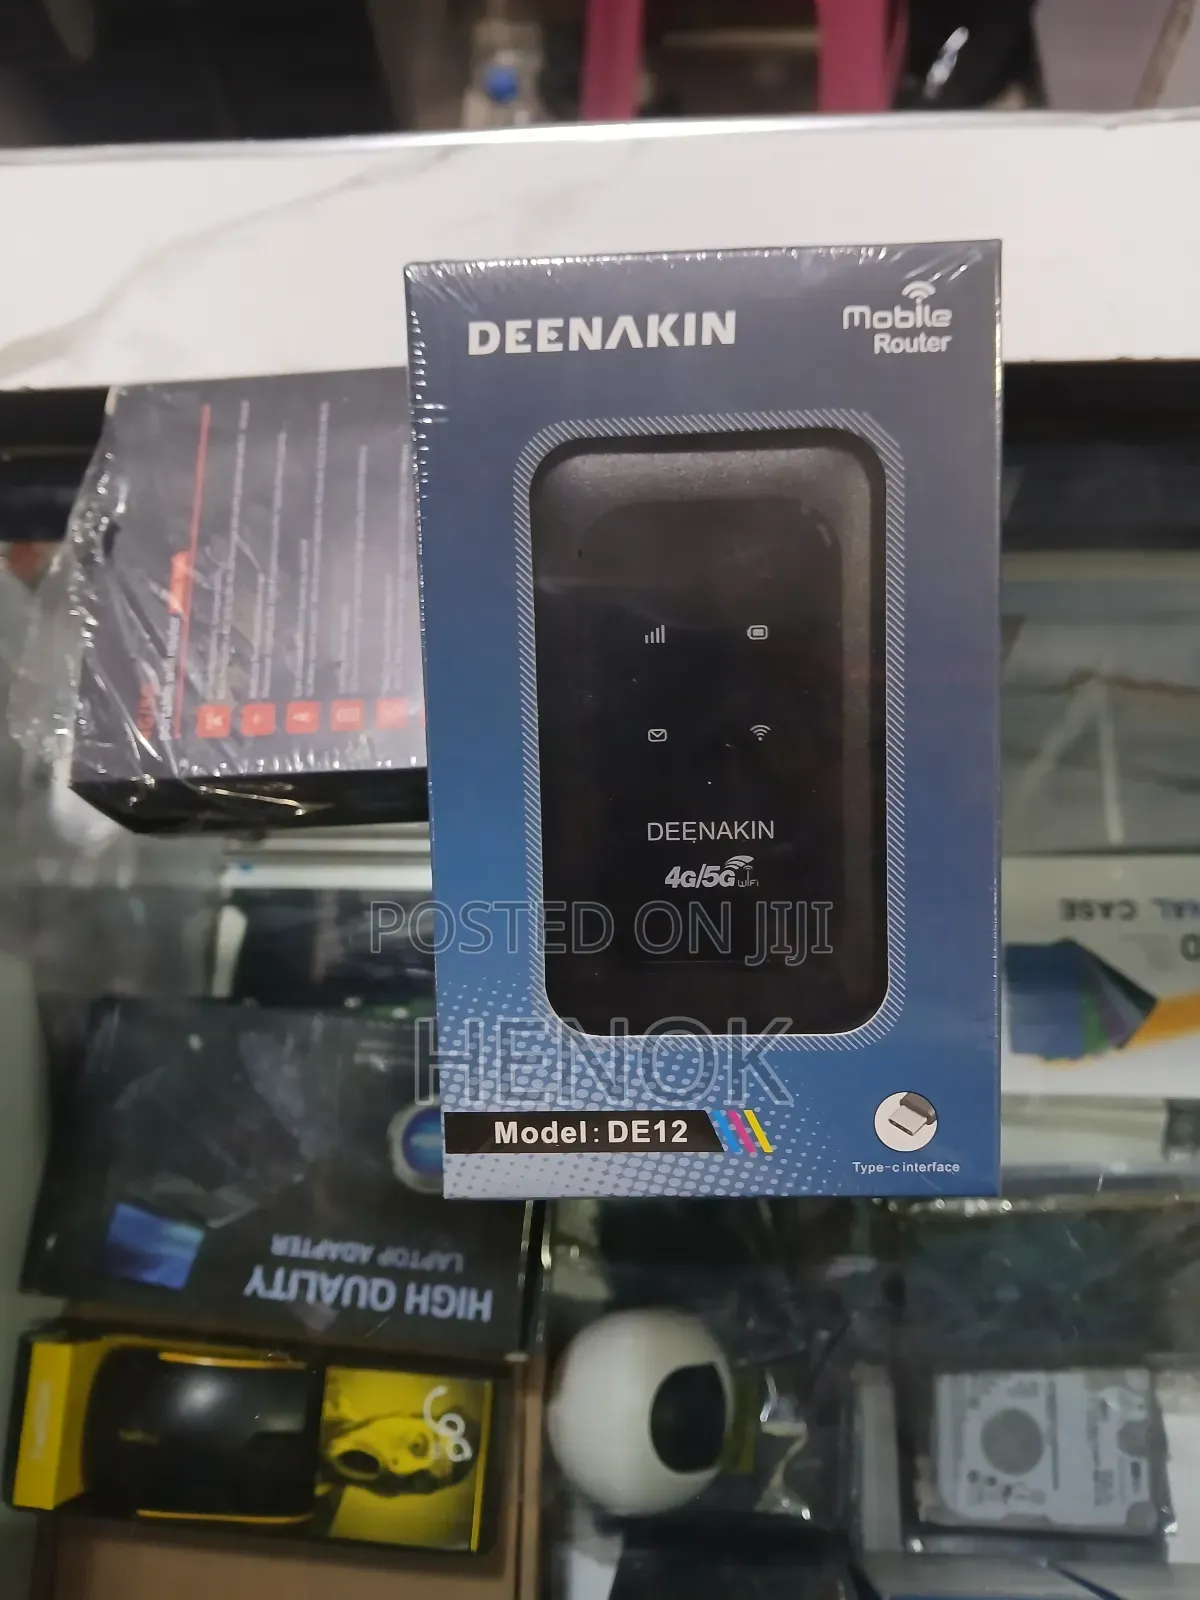 DEENAKIN
Mobile
Router
DEENAKIN
4G/5G WiFi
POSTED ON JIJI
HENOK
Model: DE12
Type-c interface
HIGH QUALITY
LAPTOP ADAPTER
CASE